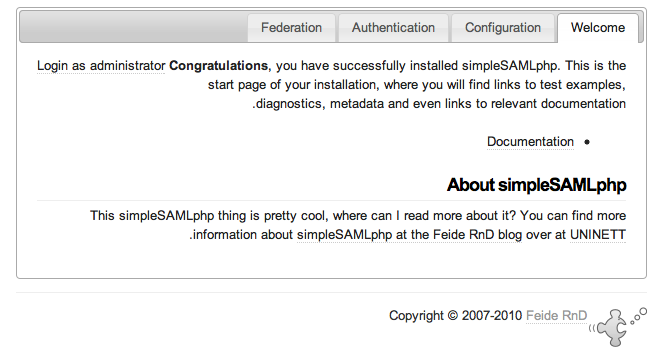 Federation Authentication Configuration Welcome
Login as administrator Congratulations, you have successfully installed simpleSAMLphp. This is the
start page of your installation, where you will find links to test examples,
.diagnostics, metadata and even links to relevant documentation
Documentation •
About simpleSAMLphp
This simpleSAMLphp thing is pretty cool, where can I read more about it? You can find more
.information about simpleSAMLphp at the Feide RnD blog over at UNINETT
Copyright © 2007-2010 Feide RnD